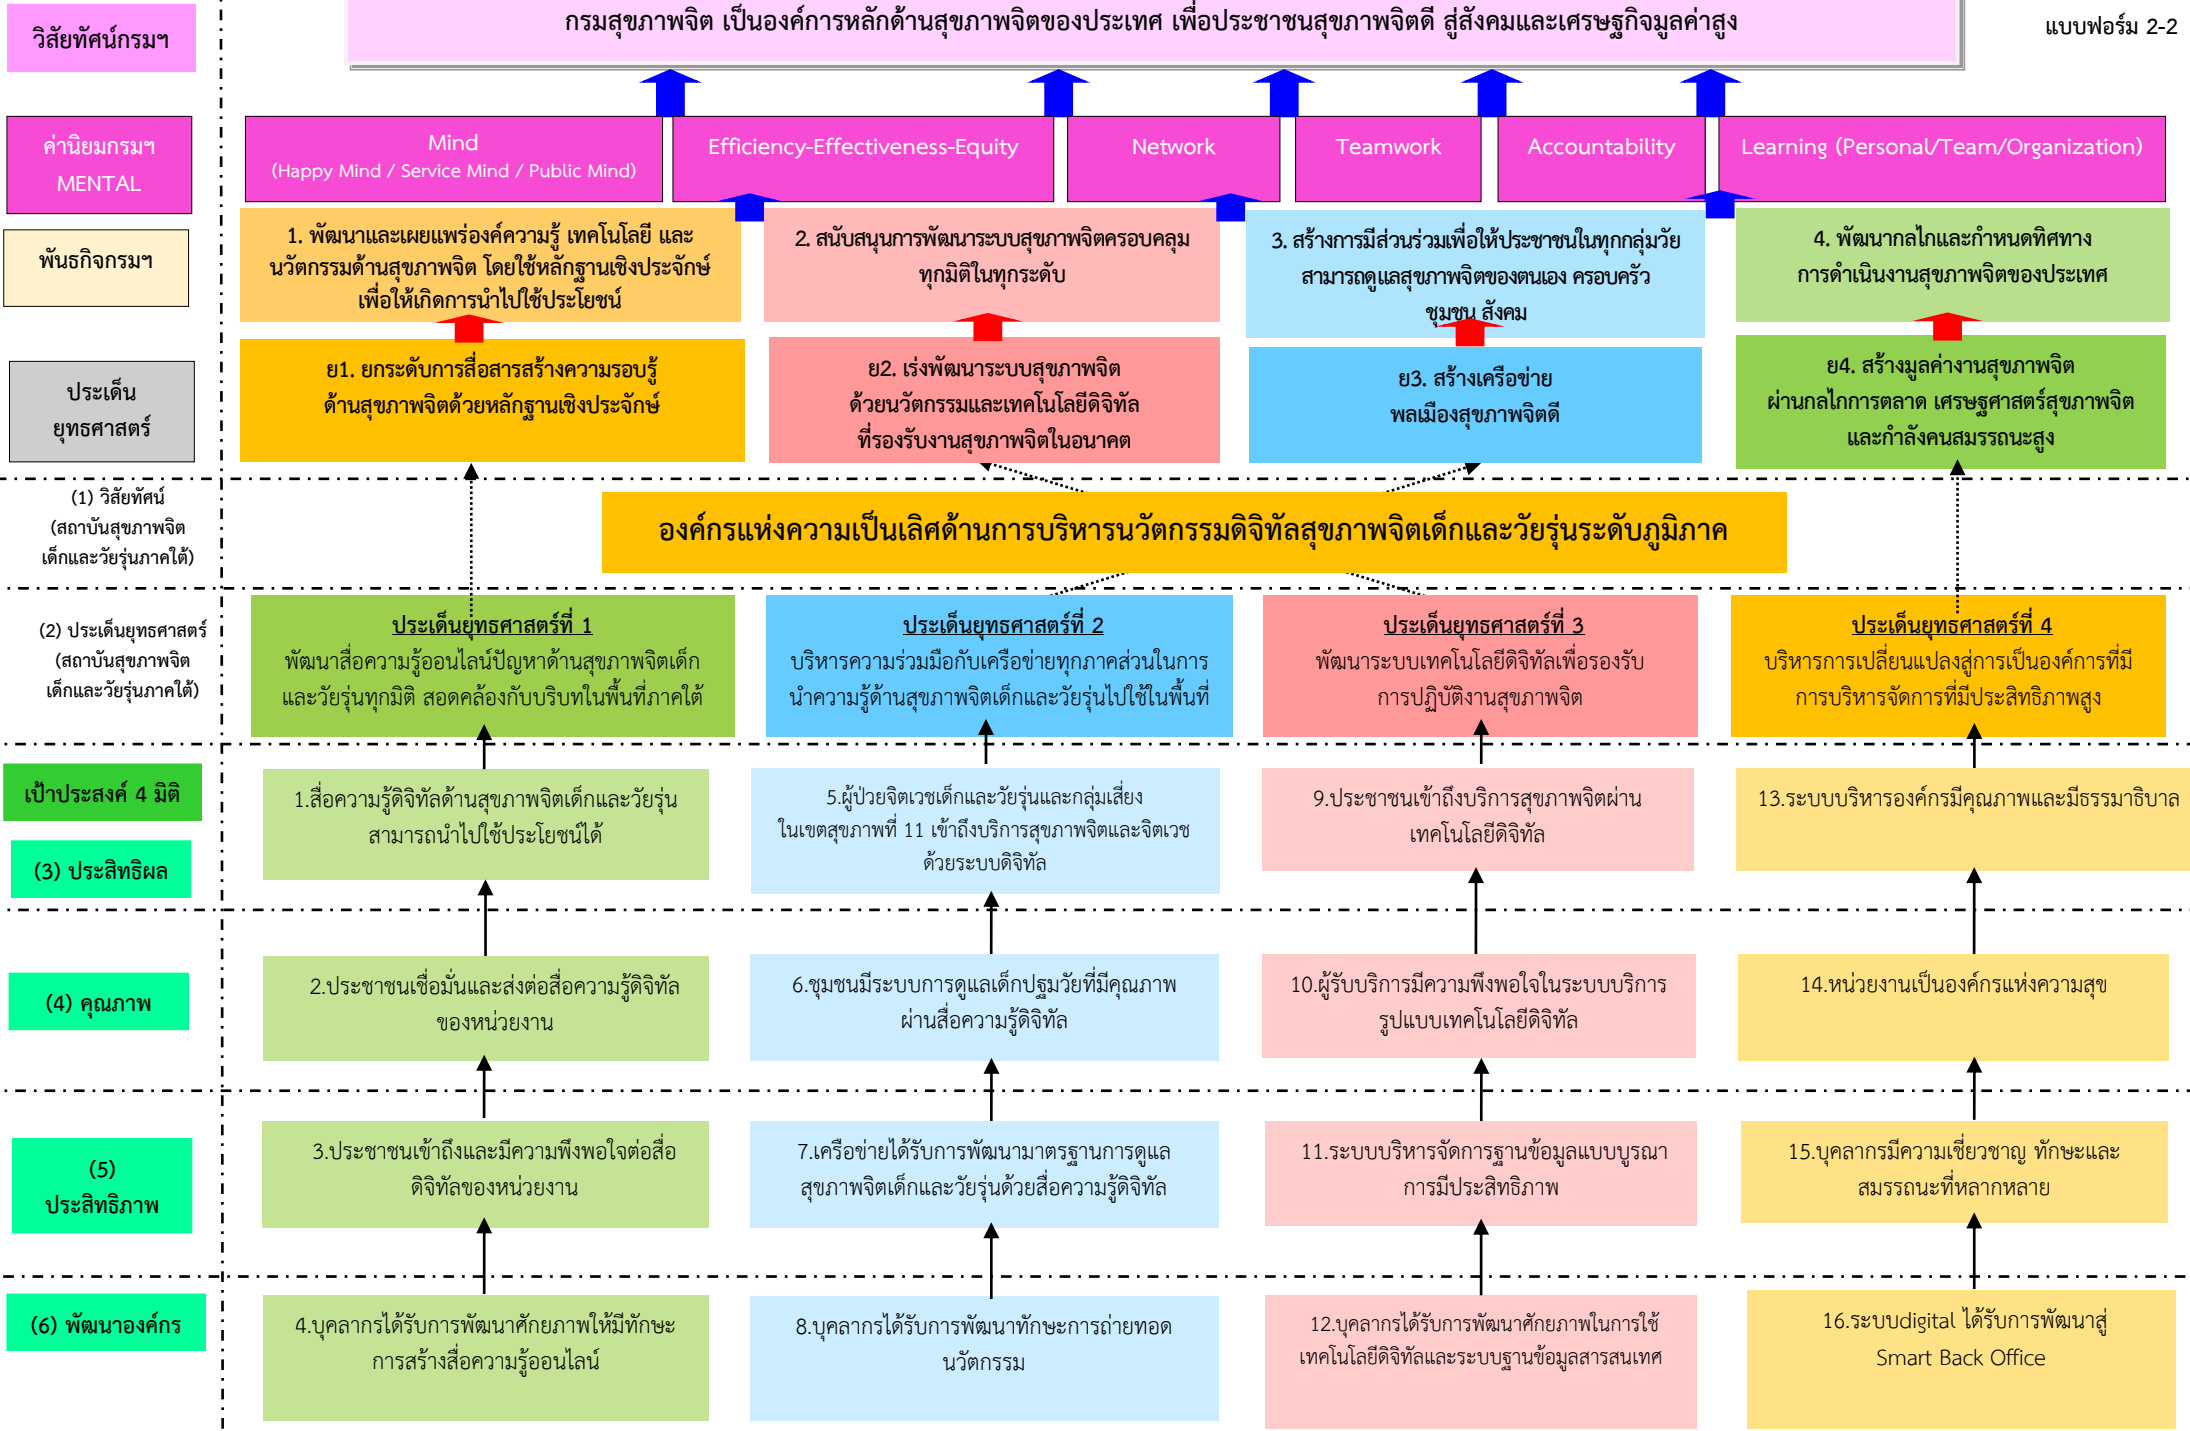 กรมสุขภาพจิต เป็นองค์การหลักด้านสุขภาพจิตของประเทศ เพื่อประชาชนสุขภาพจิตดี สู่สังคมและเศรษฐกิจมูลค่าสูง
แบบฟอร์ม 2-2
วิสัยทัศน์กรมฯ
ค่านิยมกรมฯ
MENTAL
Mind
(Happy Mind / Service Mind / Public Mind)
Efficiency-Effectiveness-Equity
Network
Teamwork
Accountability
Learning (Personal/Team/Organization)
พันธกิจกรมฯ
1. พัฒนาและเผยแพร่องค์ความรู้ เทคโนโลยี และ
นวัตกรรมด้านสุขภาพจิต โดยใช้หลักฐานเชิงประจักษ์
เพื่อให้เกิดการนำไปใช้ประโยชน์
2. สนับสนุนการพัฒนาระบบสุขภาพจิตครอบคลุม
ทุกมิติในทุกระดับ
3. สร้างการมีส่วนร่วมเพื่อให้ประชาชนในทุกกลุ่มวัย
สามารถดูแลสุขภาพจิตของตนเอง ครอบครัว
ชุมชน สังคม
4. พัฒนากลไกและกำหนดทิศทาง
การดำเนินงานสุขภาพจิตของประเทศ
ประเด็น
ยุทธศาสตร์
ย1. ยกระดับการสื่อสารสร้างความรอบรู้
ด้านสุขภาพจิตด้วยหลักฐานเชิงประจักษ์
ย2. เร่งพัฒนาระบบสุขภาพจิต
ด้วยนวัตกรรมและเทคโนโลยีดิจิทัล
ที่รองรับงานสุขภาพจิตในอนาคต
ย3. สร้างเครือข่าย
พลเมืองสุขภาพจิตดี
ย4. สร้างมูลค่างานสุขภาพจิต
ผ่านกลไกการตลาด เศรษฐศาสตร์สุขภาพจิต
และกำลังคนสมรรถนะสูง
(1) วิสัยทัศน์
(สถาบันสุขภาพจิต
เด็กและวัยรุ่นภาคใต้)
องค์กรแห่งความเป็นเลิศด้านการบริหารนวัตกรรมดิจิทัลสุขภาพจิตเด็กและวัยรุ่นระดับภูมิภาค
(2) ประเด็นยุทธศาสตร์
(สถาบันสุขภาพจิต
เด็กและวัยรุ่นภาคใต้)
ประเด็นยุทธศาสตร์ที่ 1
พัฒนาสื่อความรู้ออนไลน์ปัญหาด้านสุขภาพจิตเด็ก
และวัยรุ่นทุกมิติ สอดคล้องกับบริบทในพื้นที่ภาคใต้
ประเด็นยุทธศาสตร์ที่ 2
บริหารความร่วมมือกับเครือข่ายทุกภาคส่วนในการ
นำความรู้ด้านสุขภาพจิตเด็กและวัยรุ่นไปใช้ในพื้นที่
ประเด็นยุทธศาสตร์ที่ 3
พัฒนาระบบเทคโนโลยีดิจิทัลเพื่อรองรับ
การปฏิบัติงานสุขภาพจิต
ประเด็นยุทธศาสตร์ที่ 4
บริหารการเปลี่ยนแปลงสู่การเป็นองค์การที่มี
การบริหารจัดการที่มีประสิทธิภาพสูง
เป้าประสงค์ 4 มิติ
(3) ประสิทธิผล
1.สื่อความรู้ดิจิทัลด้านสุขภาพจิตเด็กและวัยรุ่น
สามารถนำไปใช้ประโยชน์ได้
5.ผู้ป่วยจิตเวชเด็กและวัยรุ่นและกลุ่มเสี่ยง
ในเขตสุขภาพที่ 11 เข้าถึงบริการสุขภาพจิตและจิตเวช
ด้วยระบบดิจิทัล
9.ประชาชนเข้าถึงบริการสุขภาพจิตผ่าน
เทคโนโลยีดิจิทัล
13.ระบบบริหารองค์กรมีคุณภาพและมีธรรมาธิบาล
(4) คุณภาพ
2.ประชาชนเชื่อมั่นและส่งต่อสื่อความรู้ดิจิทัล
ของหน่วยงาน
6.ชุมชนมีระบบการดูแลเด็กปฐมวัยที่มีคุณภาพ
ผ่านสื่อความรู้ดิจิทัล
10.ผู้รับบริการมีความพึงพอใจในระบบบริการ
รูปแบบเทคโนโลยีดิจิทัล
14.หน่วยงานเป็นองค์กรแห่งความสุข
(5)
ประสิทธิภาพ
3.ประชาชนเข้าถึงและมีความพึงพอใจต่อสื่อ
ดิจิทัลของหน่วยงาน
7.เครือข่ายได้รับการพัฒนามาตรฐานการดูแล
สุขภาพจิตเด็กและวัยรุ่นด้วยสื่อความรู้ดิจิทัล
11.ระบบบริหารจัดการฐานข้อมูลแบบบูรณา
การมีประสิทธิภาพ
15.บุคลากรมีความเชี่ยวชาญ ทักษะและ
สมรรถนะที่หลากหลาย
(6) พัฒนาองค์กร
4.บุคลากรได้รับการพัฒนาศักยภาพให้มีทักษะ
การสร้างสื่อความรู้ออนไลน์
8.บุคลากรได้รับการพัฒนาทักษะการถ่ายทอด
นวัตกรรม
12.บุคลากรได้รับการพัฒนาศักยภาพในการใช้
เทคโนโลยีดิจิทัลและระบบฐานข้อมูลสารสนเทศ
16.ระบบdigital ได้รับการพัฒนาสู่
Smart Back Office